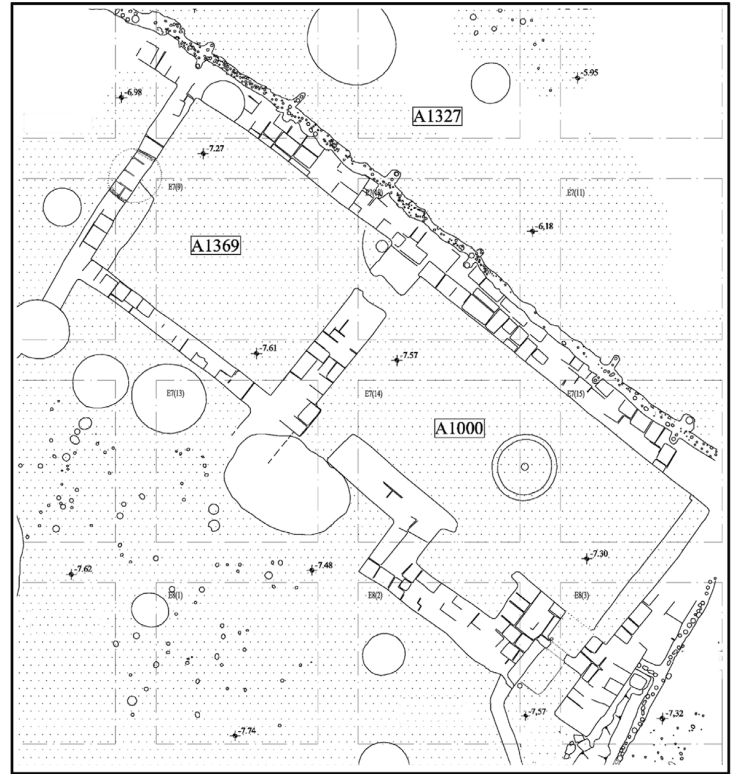 -5.95
-6.98
A1327
-7.27
E7(9)
E7(10)
E7(11)
-6,18
A1369
-7.61
-7.57
E7(13)
E7(14)
E7(15)
A1000
-7.30
-7.62
-7.48
E8(1)
E8(2)
E8(3)
-7,57
-7,32
-7.74